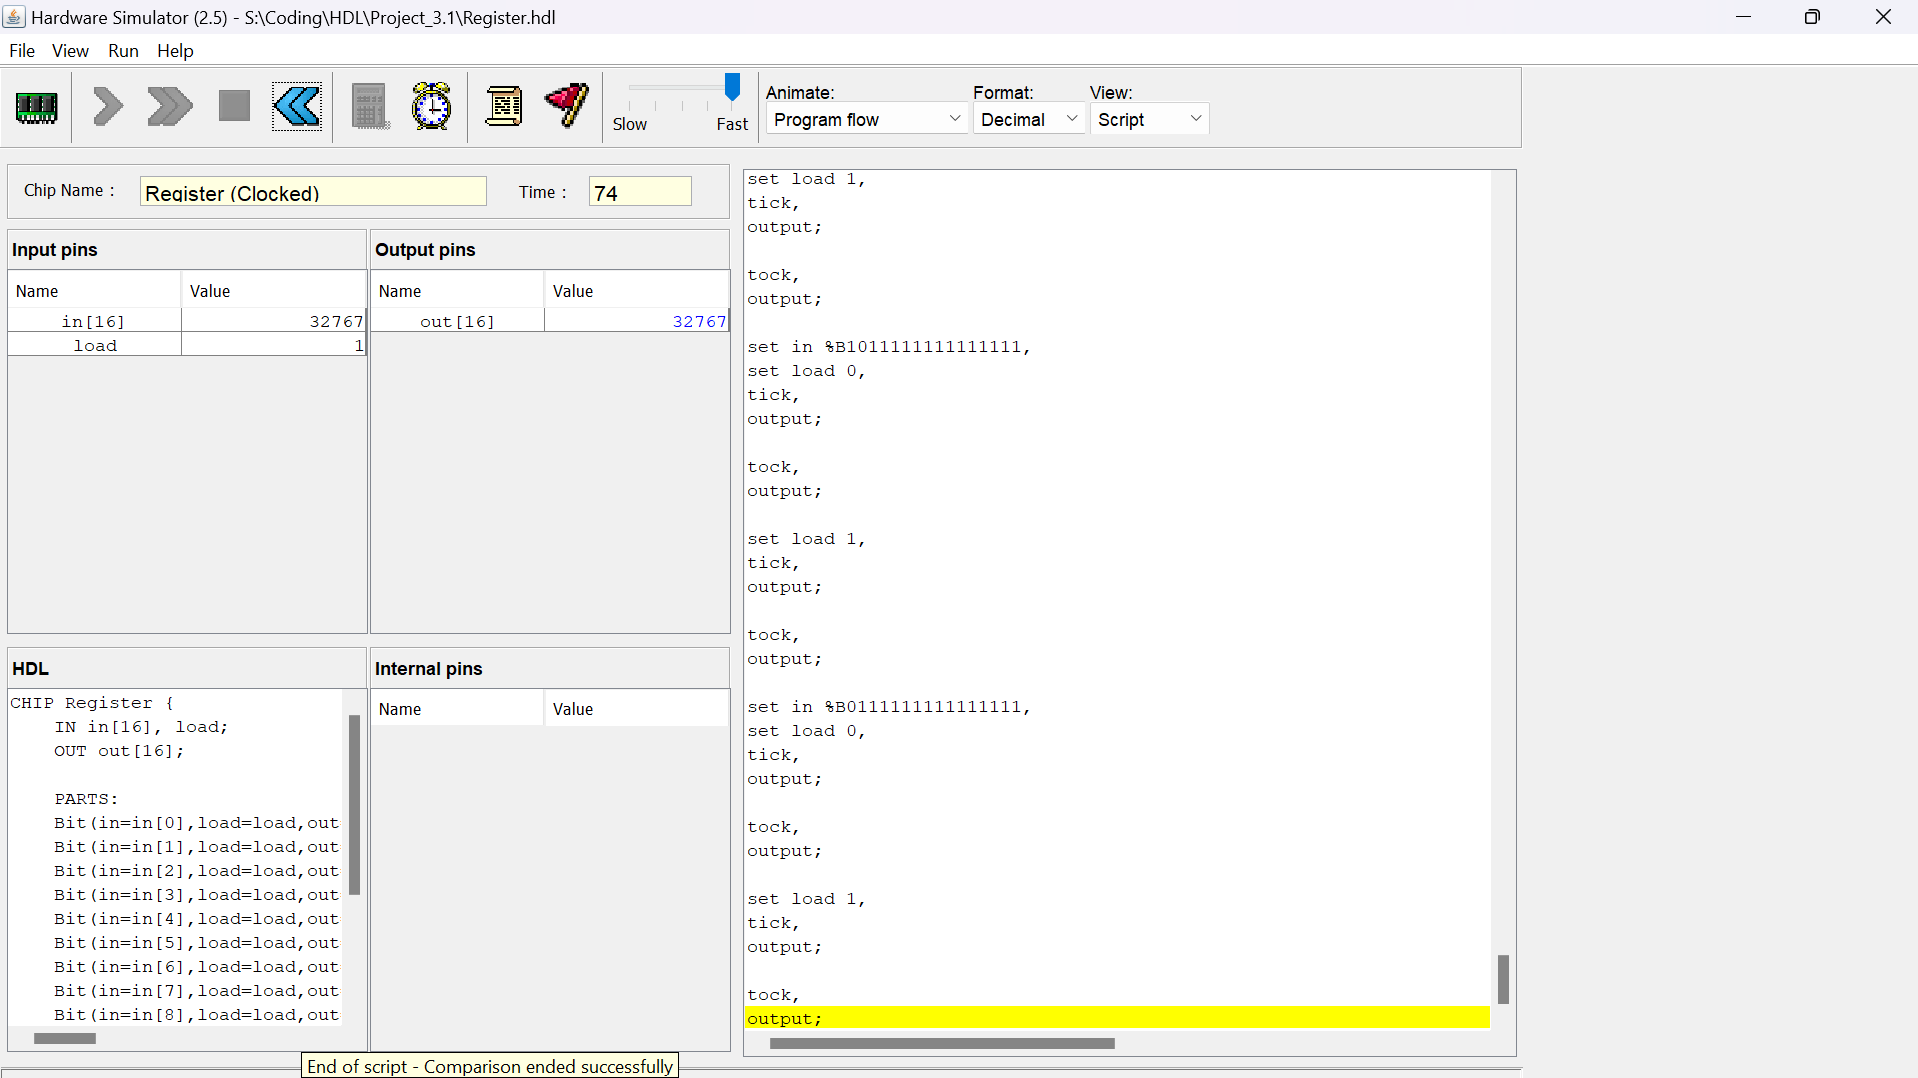 Hardware Simulator (2.5) - S:\Coding\HDL\Project_3.1\Register.hdl
File View Run Help
Slow Fast
Animate: Format: View:
Program flow Decimal Script
Chip Name : Register (Clocked) Time : 74
Input pins
Name Value
in[16] 32767
load 1
Output pins
Name Value
out[16] 32767
HDL
CHIP Register {
IN in[16], load;
OUT out[16];
PARTS:
Bit(in=in[0],load=load,out
Bit(in=in[1],load=load,out
Bit(in=in[2],load=load,out
Bit(in=in[3],load=load,out
Bit(in=in[4],load=load,out
Bit(in=in[5],load=load,out
Bit(in=in[6],load=load,out
Bit(in=in[7],load=load,out
Bit(in=in[8],load=load,out
Internal pins
Name Value
set load 1,
tick,
output;
tock,
output;
set in %B1011111111111111,
set load 0,
tick,
output;
tock,
output;
set load 1,
tick,
output;
tock,
output;
set in %B0111111111111111,
set load 0,
tick,
output;
tock,
output;
set load 1,
tick,
output;
tock,
output;
End of script - Comparison ended successfully